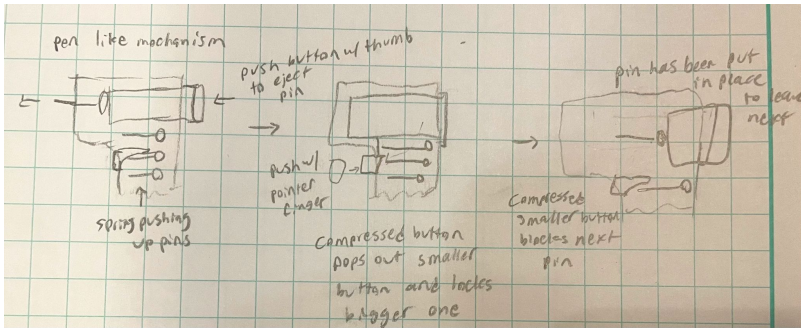 pen like mechanism
push button w/ thumb
to eject
pin
spring pushing
up pins
push w/
pointer
finger
Compressed button
pops out smaller
button and locks
bigger one
pin has been put
in place
to leave
next
Compressed
smaller button
blocks next
pin